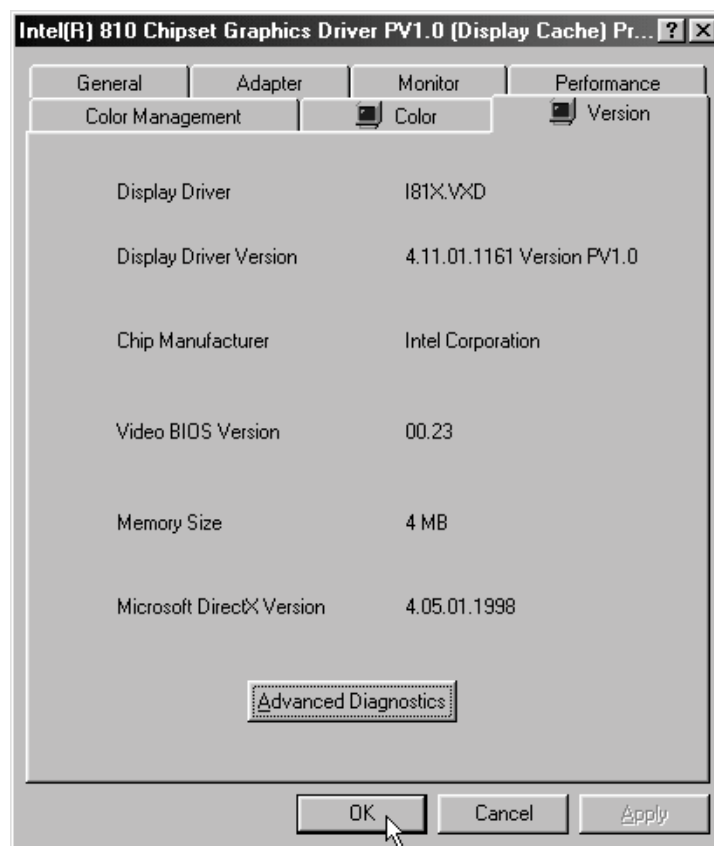 Intel(R) 810 Chipset Graphics Driver PV1.0 (Display Cache) Pr... ?
General Adapter Monitor Performance
Color Management Color Version
Display Driver I81X.VXD
Display Driver Version 4.11.01.1161 Version PV1.0
Chip Manufacturer Intel Corporation
Video BIOS Version 00.23
Memory Size 4 MB
Microsoft DirectX Version 4.05.01.1998
Advanced Diagnostics
OK Cancel Apply